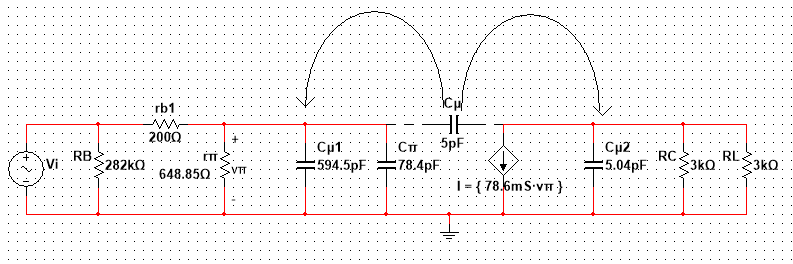 Cμ
5pF
rb1
200Ω
Vi
RB
282kΩ
rπ
648.85Ω
+
vπ
-
Cμ1
594.5pF
Cπ
78.4pF
I = { 78.6mS·vπ }
Cμ2
5.04pF
RC
3kΩ
RL
3kΩ